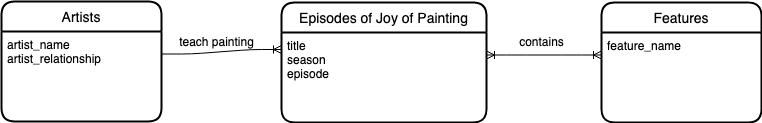 Artists
artist_name
artist_relationship
teach painting
Episodes of Joy of Painting
title
season
episode
contains
Features
feature_name